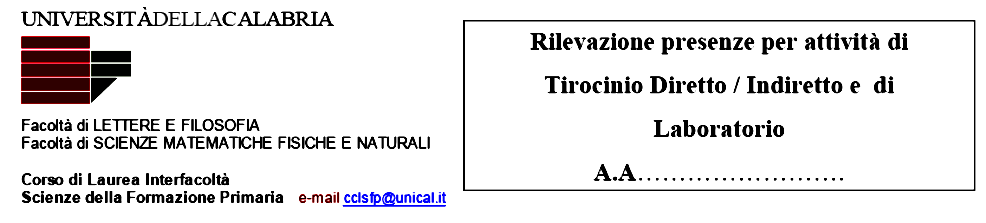 UNIVERSITÀDELLACALABRIA
Facoltà di LETTERE E FILOSOFIA
Facoltà di SCIENZE MATEMATICHE FISICHE E NATURALI
Corso di Laurea Interfacoltà
Scienze della Formazione Primaria e-mail cclsfp@unical.it
Rilevazione presenze per attività di
Tirocinio Diretto / Indiretto e di
Laboratorio
A.A……………………